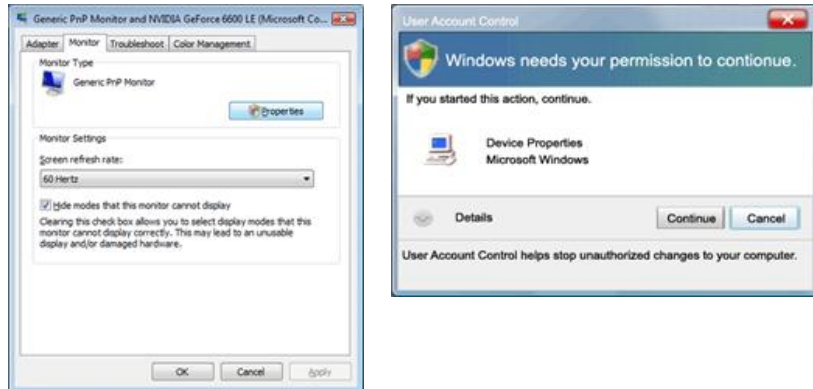 Generic PnP Monitor and NVIDIA GeForce 6600 LE (Microsoft Co...
Adapter Monitor Troubleshoot Color Management
Monitor Type
Generic PnP Monitor
Properties
Monitor Settings
Screen refresh rate:
60 Hertz
Hide modes that this monitor cannot display
Clearing this check box allows you to select display modes that this
monitor cannot display correctly. This may lead to an unusable
display and/or damaged hardware.
OK Cancel Apply
User Account Control
Windows needs your permission to contionue.
If you started this action, continue.
Device Properties
Microsoft Windows
Details Continue Cancel
User Account Control helps stop unauthorized changes to your computer.